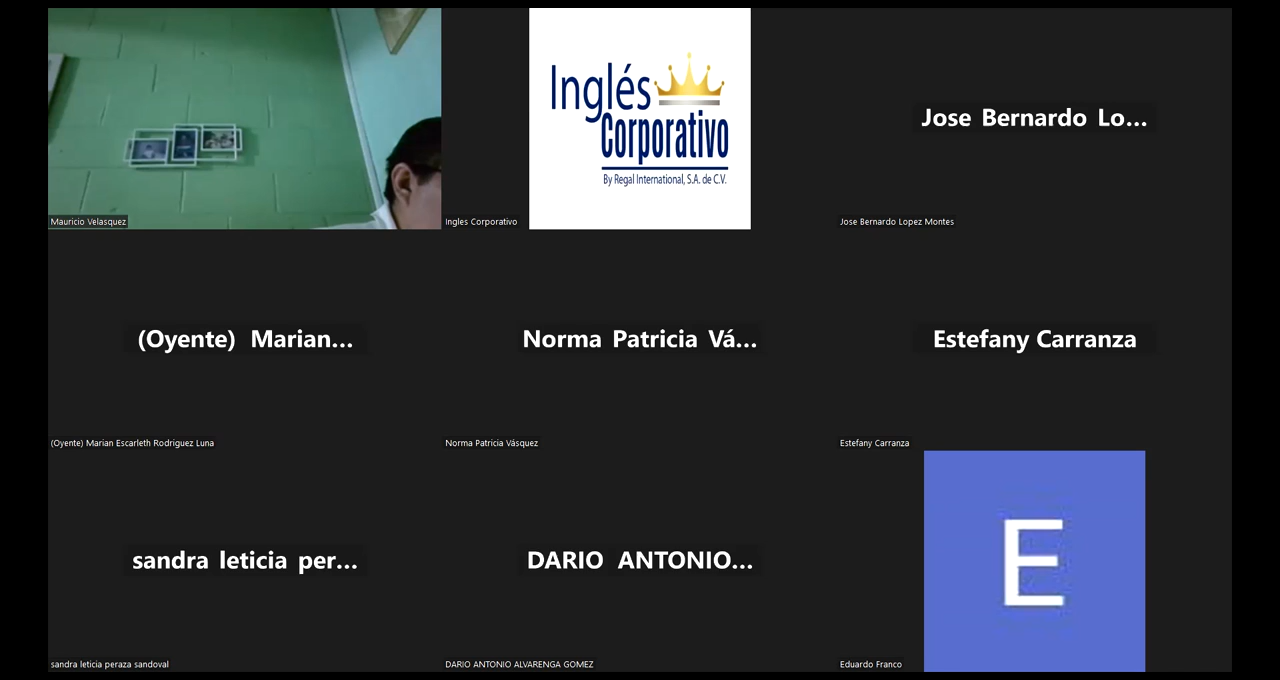 Mauricio Velasquez
Inglés
Corporativo
By Regal International, S.A. de C.V.
Ingles Corporativo
Jose Bernardo Lo...
Jose Bernardo Lopez Montes
(Oyente) Marian...
(Oyente) Marian Escarleth Rodriguez Luna
Norma Patricia Vá...
Norma Patricia Vásquez
Estefany Carranza
Estefany Carranza
sandra leticia per...
sandra leticia peraza sandoval
DARIO ANTONIO...
DARIO ANTONIO ALVARENGA GOMEZ
E
Eduardo Franco